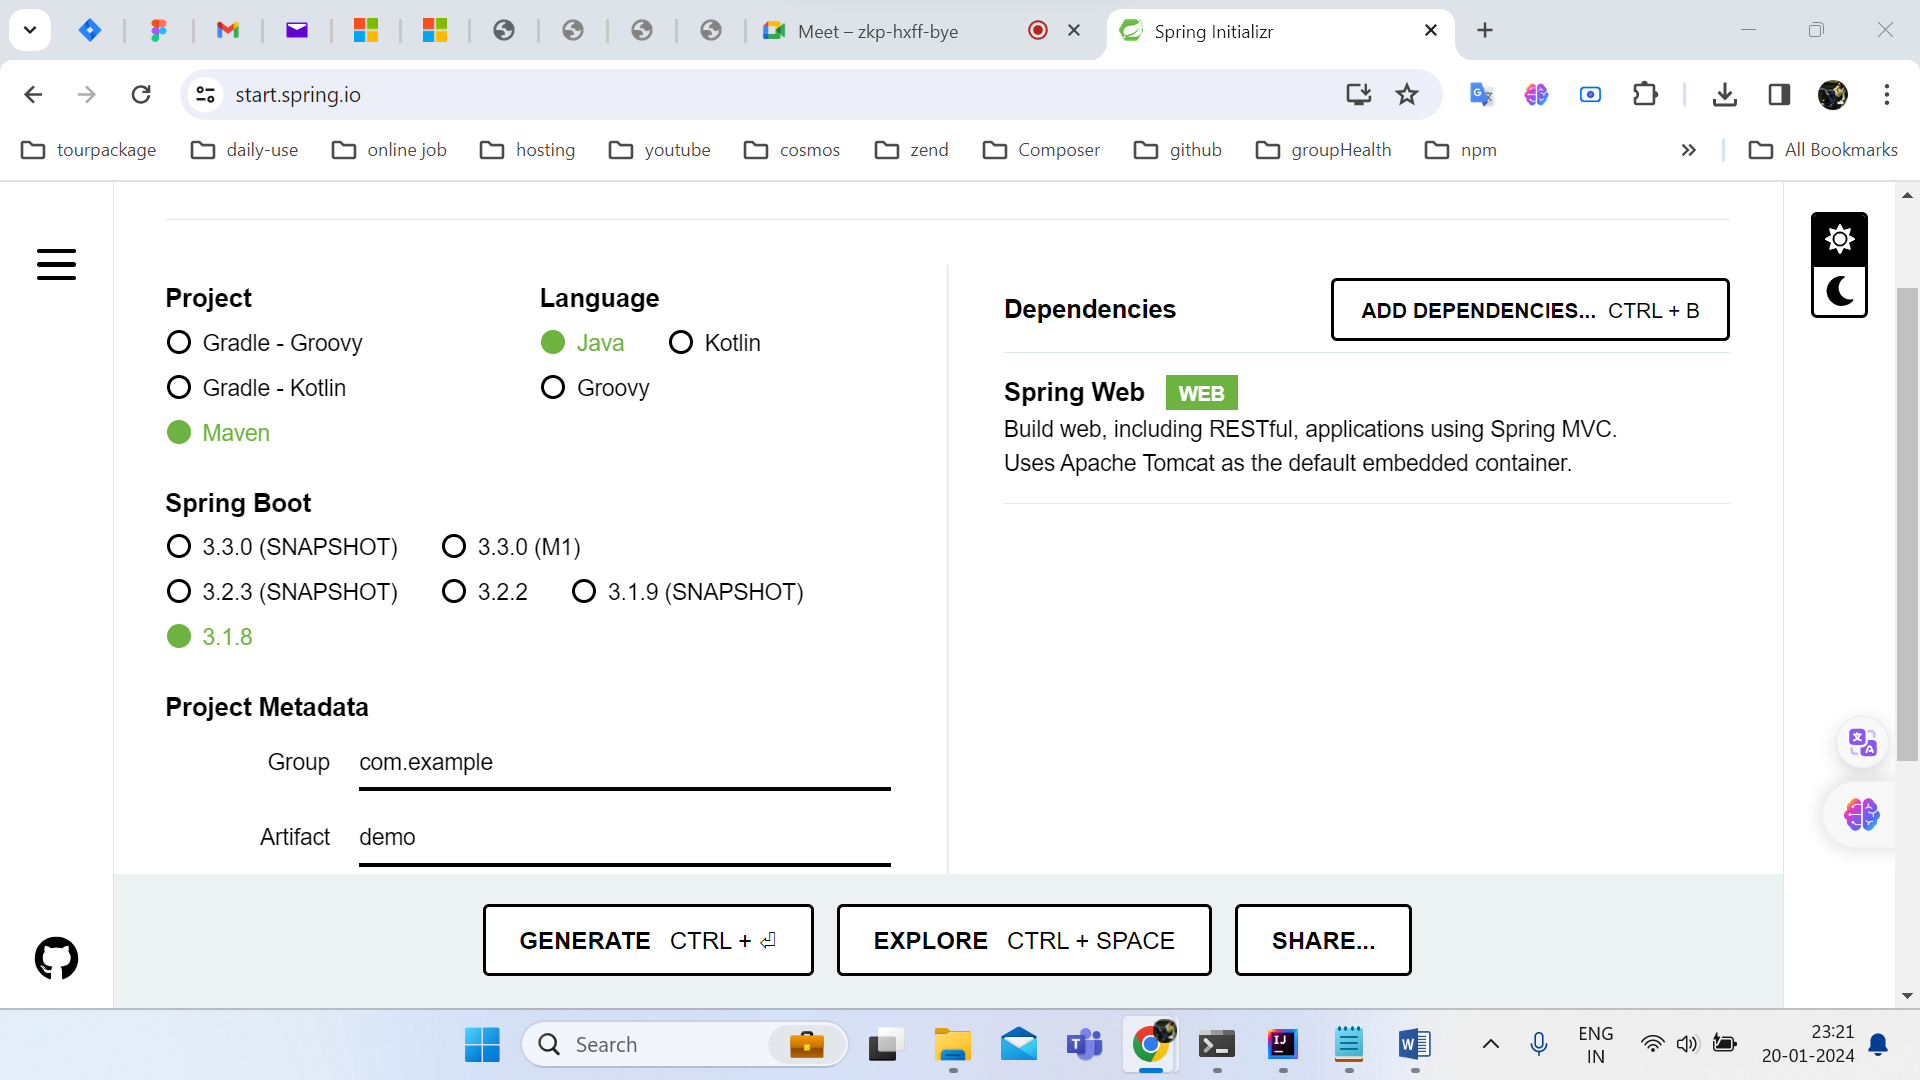 Meet – zkp-hxff-bye
Spring Initializr
start.spring.io
tourpackage
daily-use
online job
hosting
youtube
cosmos
zend
Composer
github
groupHealth
npm
All Bookmarks
Project
Language
Gradle - Groovy
Java
Kotlin
Gradle - Kotlin
Groovy
Maven
Spring Boot
3.3.0 (SNAPSHOT)
3.3.0 (M1)
3.2.3 (SNAPSHOT)
3.2.2
3.1.9 (SNAPSHOT)
3.1.8
Project Metadata
Group
com.example
Artifact
demo
Dependencies
ADD DEPENDENCIES... CTRL + B
Spring Web WEB
Build web, including RESTful, applications using Spring MVC.
Uses Apache Tomcat as the default embedded container.
GENERATE CTRL + ⏎
EXPLORE CTRL + SPACE
SHARE...
Search
ENG
IN
23:21
20-01-2024